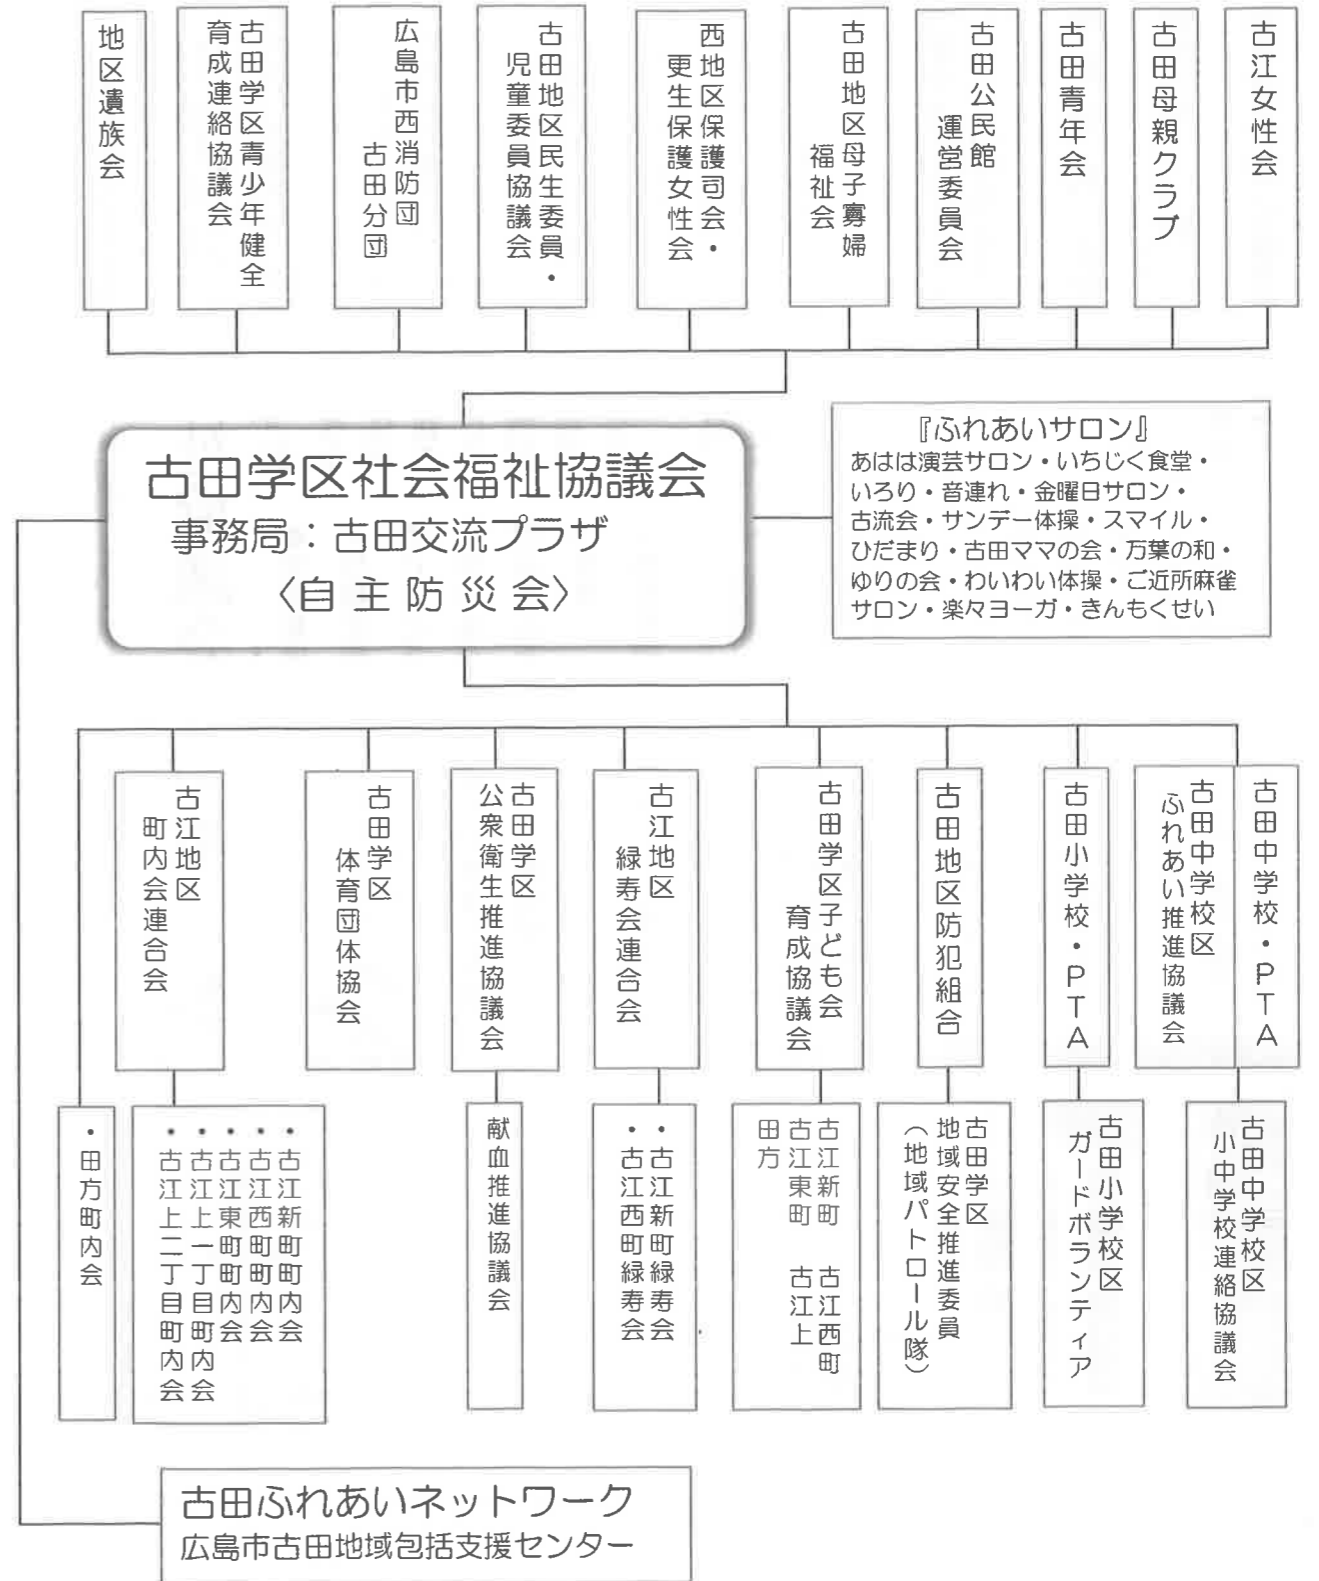 古江女性会
古田母親クラブ
古田青年会
古田公民館
運営委員会
古田地区母子寡婦
福祉会
西地区保護司会・
更生保護女性会
古田地区民生委員・
児童委員協議会
広島市西消防団
古田分団
古田学区青少年健全
育成連絡協議会
地区遺族会
古田学区社会福祉協議会
事務局：古田交流プラザ
〈自主防災会〉
『ふれあいサロン』
あはは演芸サロン・いちじく食堂・
いろり・音連れ・金曜日サロン・
古流会・サンデー体操・スマイル・
ひだまり・古田ママの会・万葉の和・
ゆりの会・わいわい体操・ご近所麻雀
サロン・楽々ヨーガ・きんもくせい
古田中学校・PTA
古田中学校区
ふれあい推進協議会
古田小学校・PTA
古田地区防犯組合
古田学区子ども会
育成協議会
古江地区
緑寿会連合会
古田学区
公衆衛生推進協議会
古田学区
体育団体協会
古江地区
町内会連合会
古田中学校区
小中学校連絡協議会
古田小学校区
ガードボランティア
古田学区
地域安全推進委員
（地域パトロール隊）
古江新町　古江西町
古江東町　古江上
田方
・古江新町緑寿会
・古江西町緑寿会
献血推進協議会
・古江新町町内会
・古江西町町内会
・古江東町町内会
・古江上一丁目町内会
・古江上二丁目町内会
・田方町内会
古田ふれあいネットワーク
広島市古田地域包括支援センター